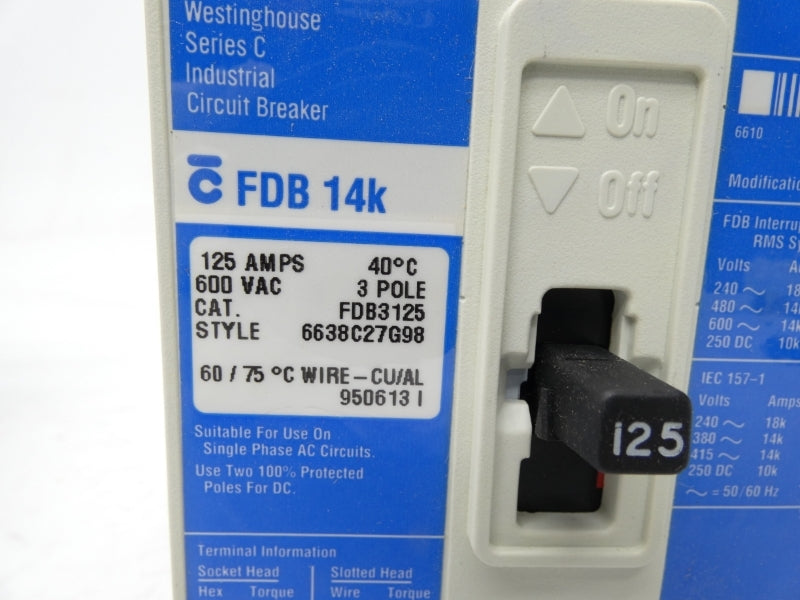 Westinghouse
Series C
Industrial
Circuit Breaker
C FDB 14k
125 AMPS 40°C
600 VAC 3 POLE
CAT. FDB3125
STYLE 6638C27G98
60 / 75 °C WIRE-CU/AL
950613 I
Suitable For Use On
Single Phase AC Circuits.
Use Two 100% Protected
Poles For DC.
Terminal Information
Socket Head Slotted Head
Hex Torque Wire Torque
On
Off
125
6610
FDB
RMS
Volts
240 ~
480 ~ 14k
600 ~ 14k
250 DC 10k
IEC 157-1
Volts Amps
240 ~ 18k
380 ~ 14k
415 ~ 14k
250 DC 10k
~ = 50/60 Hz